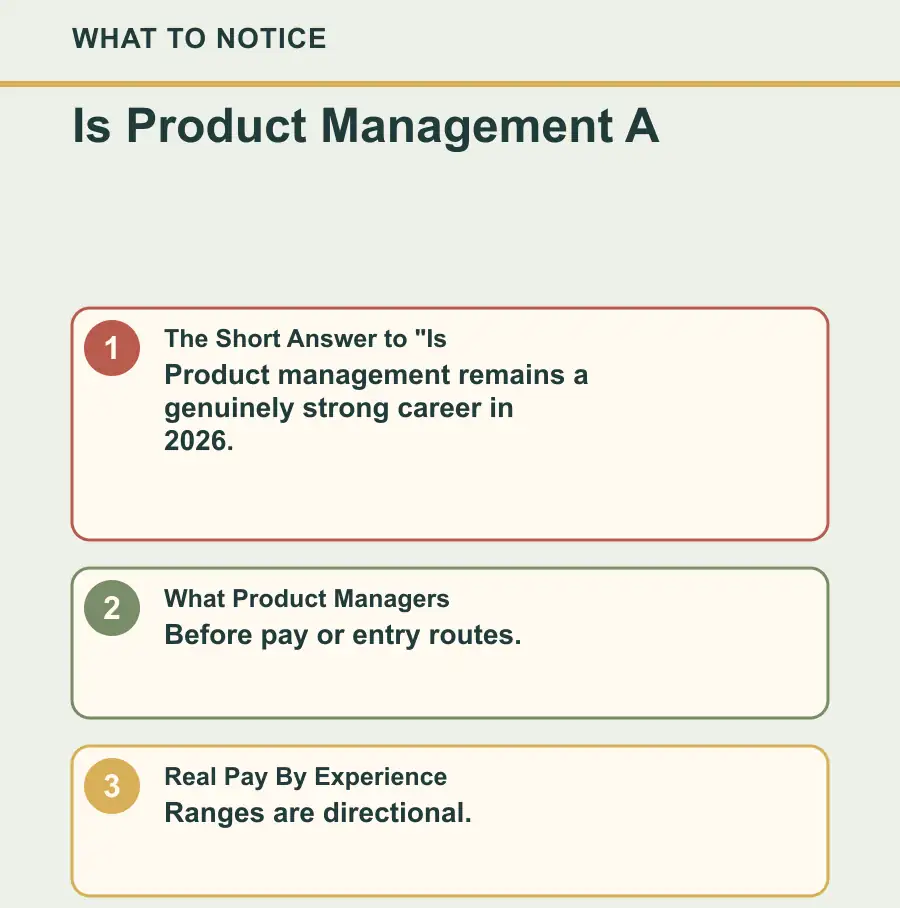 WHAT TO NOTICE
Is Product Management A
1
The Short Answer to "Is
Product management remains a
genuinely strong career in
2026.
2
What Product Managers
Before pay or entry routes.
3
Real Pay By Experience
Ranges are directional.